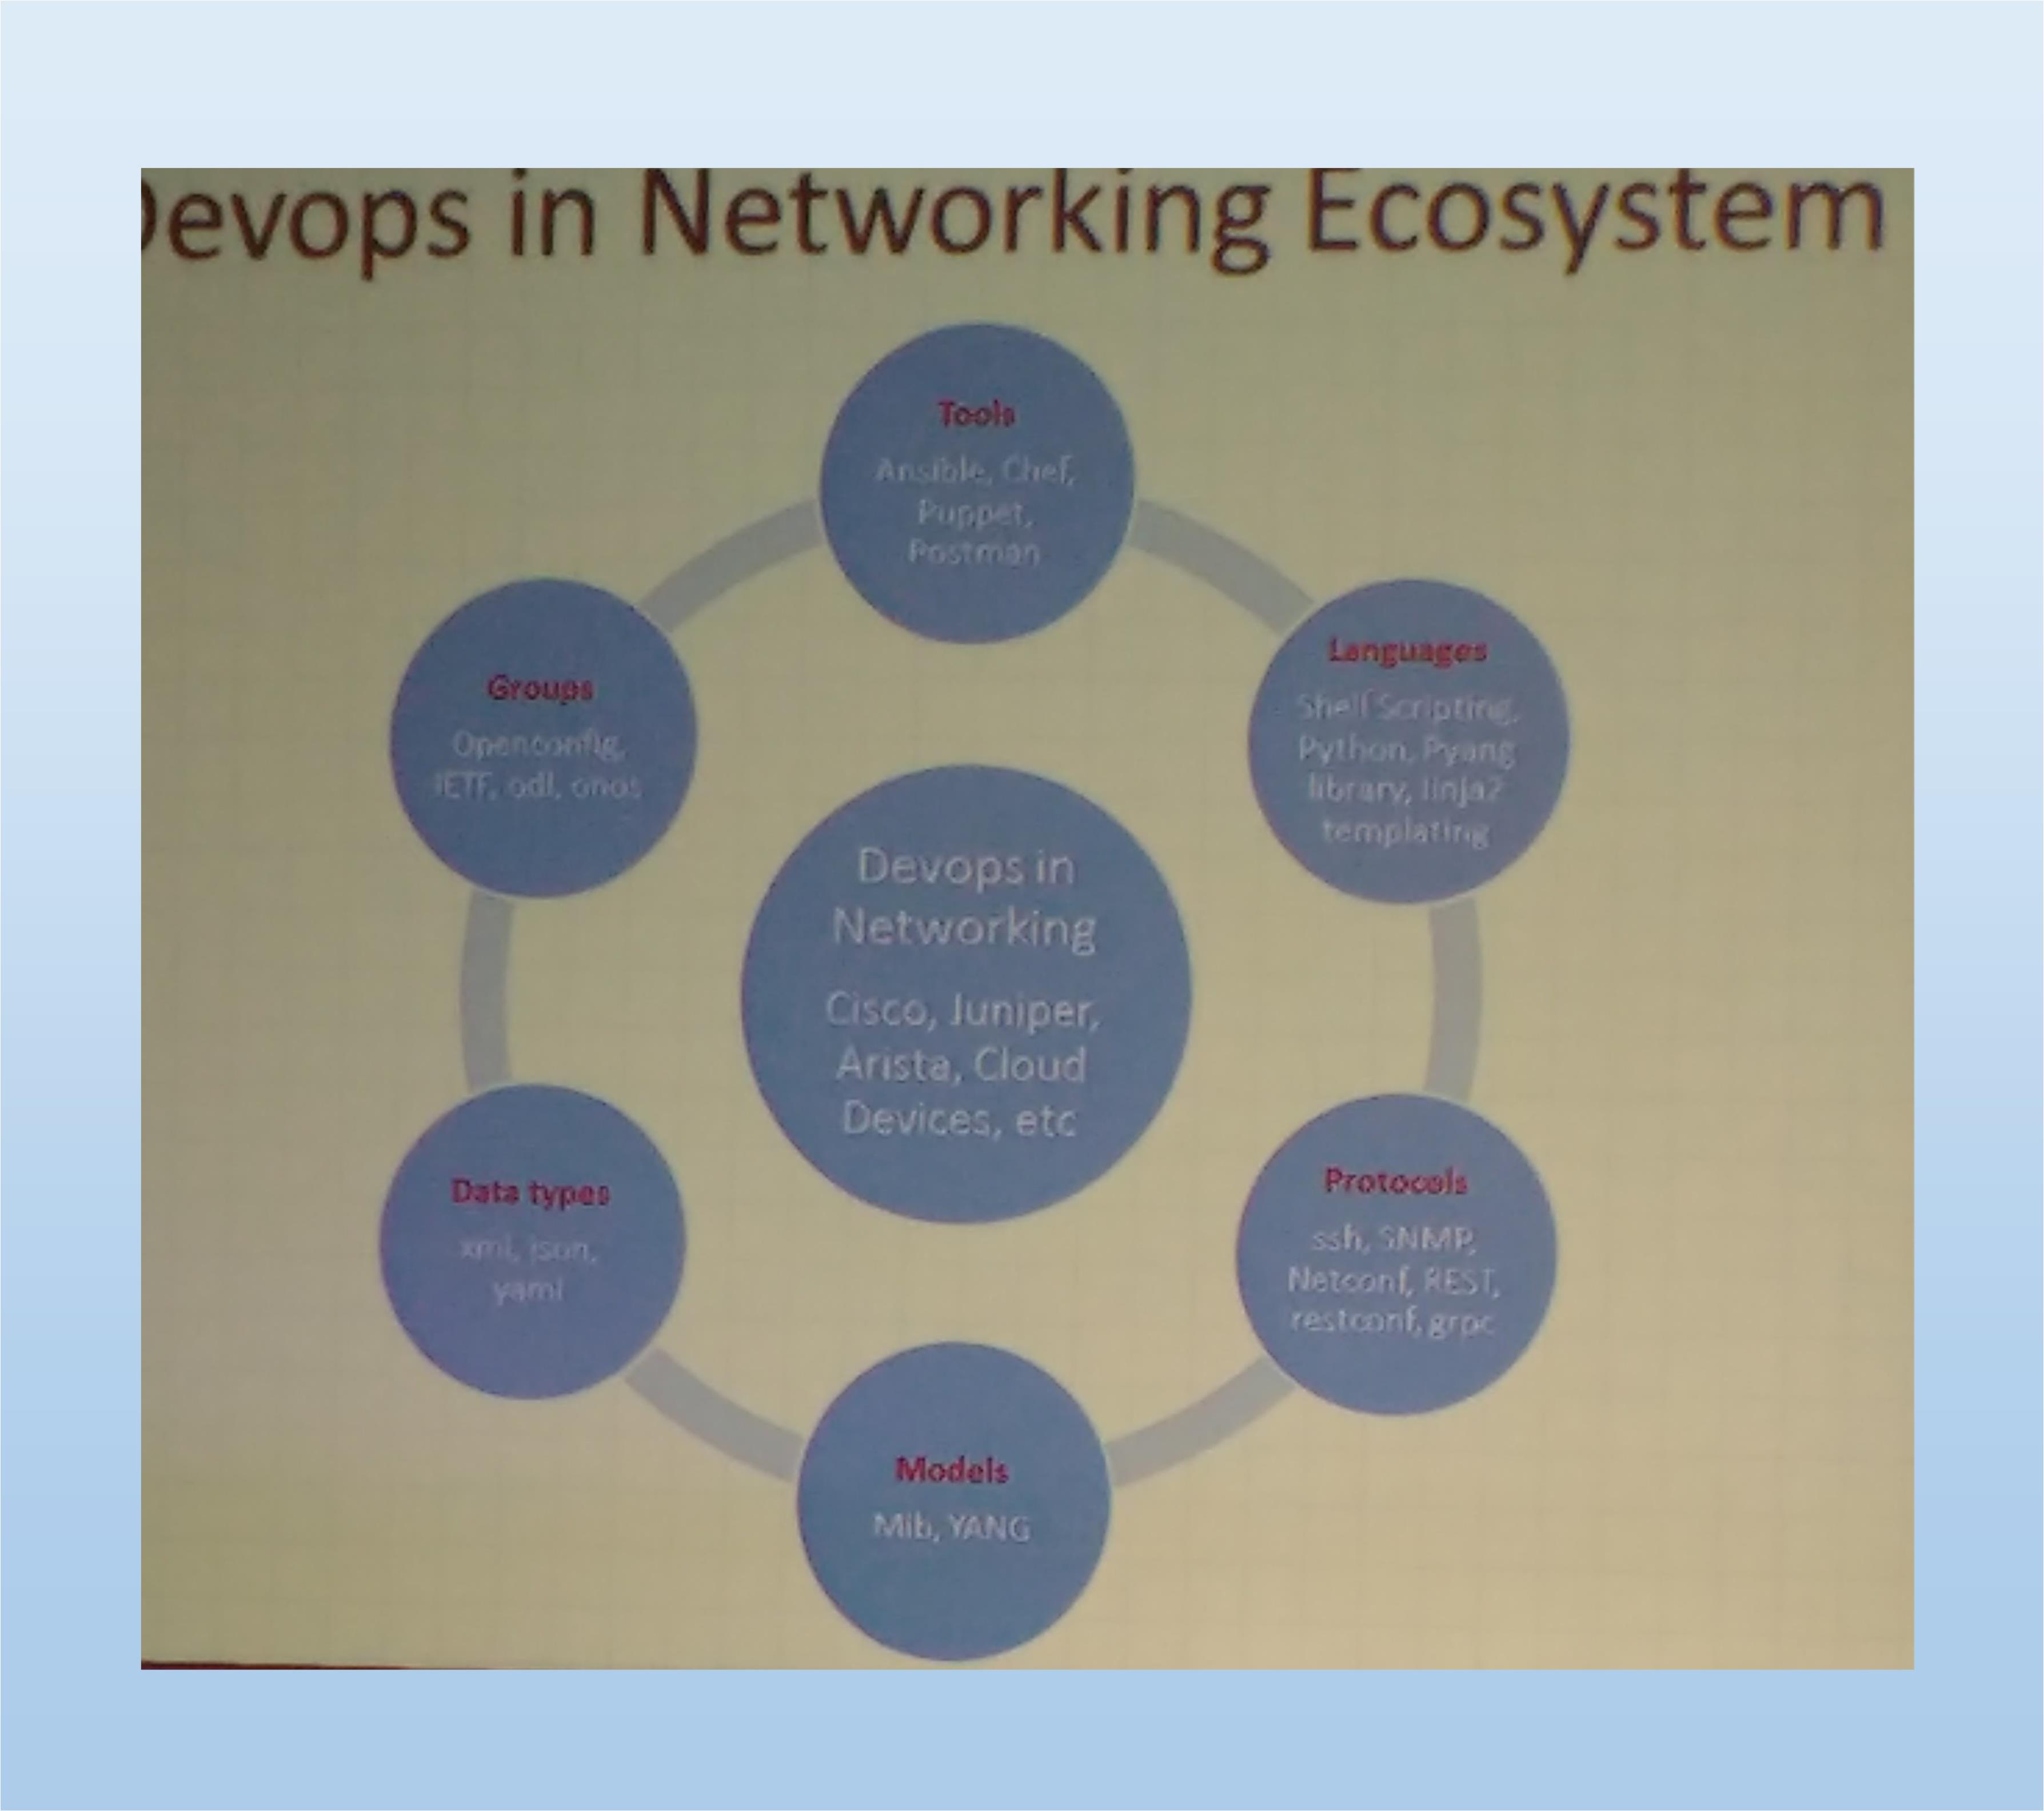 Devops in Networking Ecosystem
Tools
Ansible, Chef,
Puppet,
Postman
Languages
Shell Scripting,
Python, Pyang
library, Jinja2
templating
Groups
Openconfig,
IETF, odl, onos
Devops in
Networking
Cisco, Juniper,
Arista, Cloud
Devices, etc
Protocols
ssh, SNMP,
Netconf, REST,
restconf, grpc
Data types
xml, json,
yaml
Models
Mib, YANG